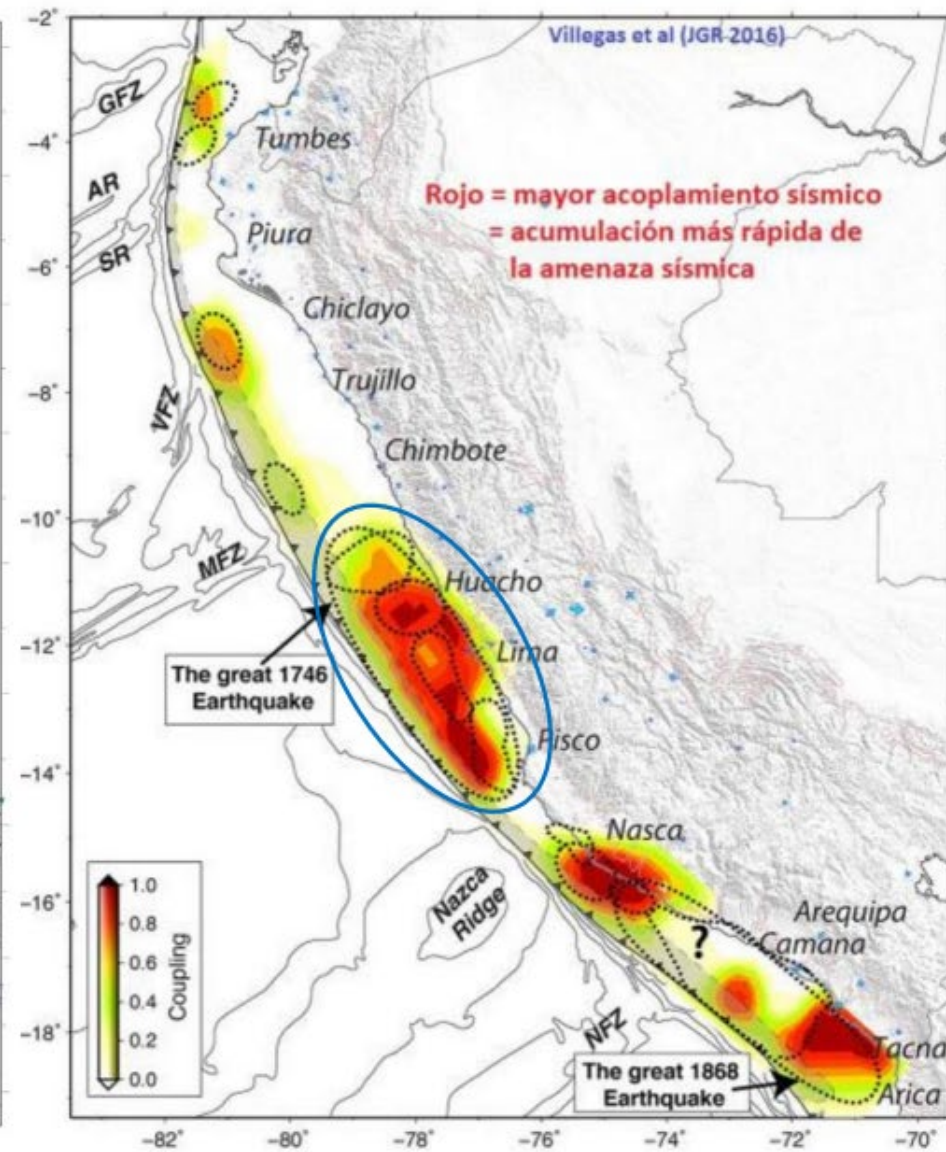 Villegas et al (JGR 2016)
Rojo = mayor acoplamiento sísmico
= acumulación más rápida de
la amenaza sísmica
−2°
−4°
−6°
−8°
−10°
−12°
−14°
−16°
−18°
GFZ
AR
SR
VFZ
MFZ
Tumbes
Piura
Chiclayo
Trujillo
Chimbote
Huacho
Lima
Pisco
The great 1746
Earthquake
Nasca
Nazca
Ridge
Arequipa
Camana
?
NFZ
Tacna
Arica
The great 1868
Earthquake
1.0
0.8
0.6
0.4
0.2
0.0
Coupling
−82°
−80°
−78°
−76°
−74°
−72°
−70°